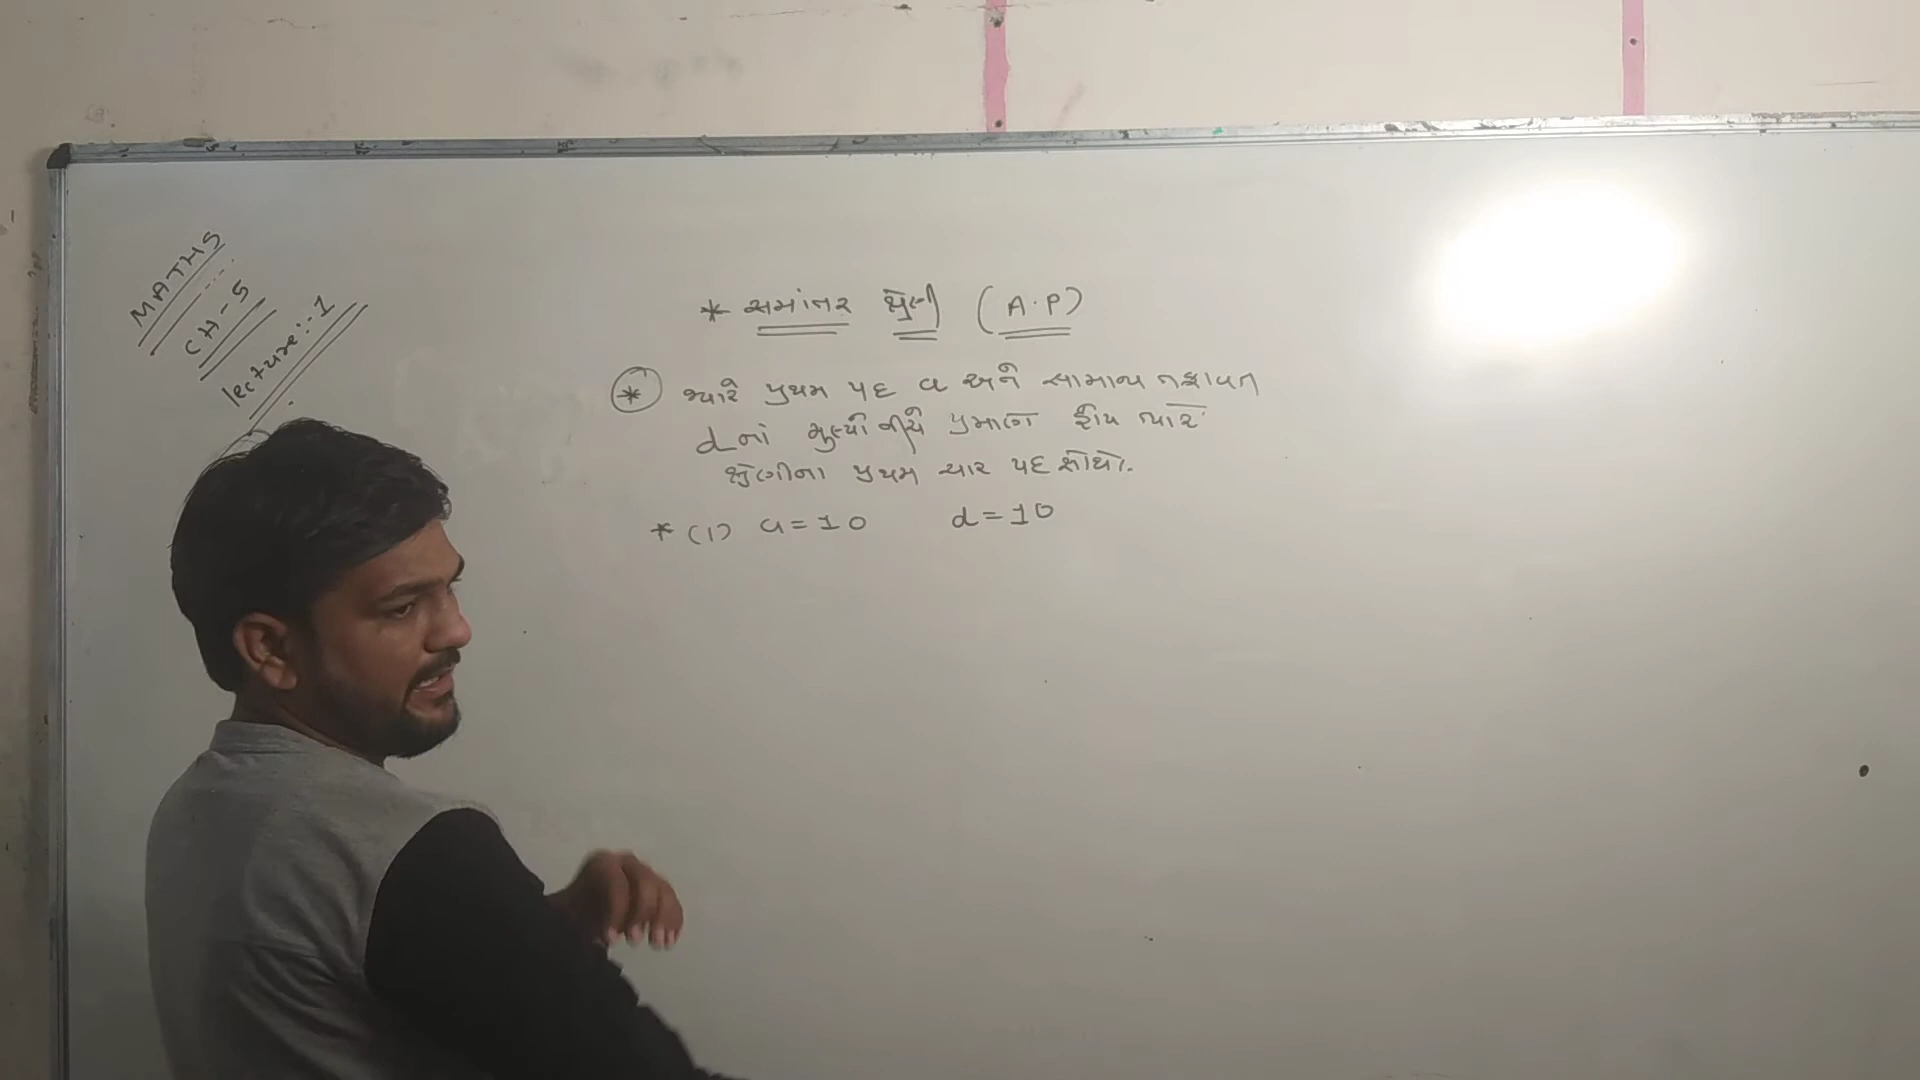 MATHS
CH-5
lecture:-1
* સમાંતર શ્રેણી (A.P)
* જ્યારે પ્રથમ પદ a અને સામાન્ય તફાવત
d નાં મુલ્યો નીચે પ્રમાણે હોય ત્યારે
શ્રેણીના પ્રથમ ચાર પદ શોધો.
* (1) a=10 d=10